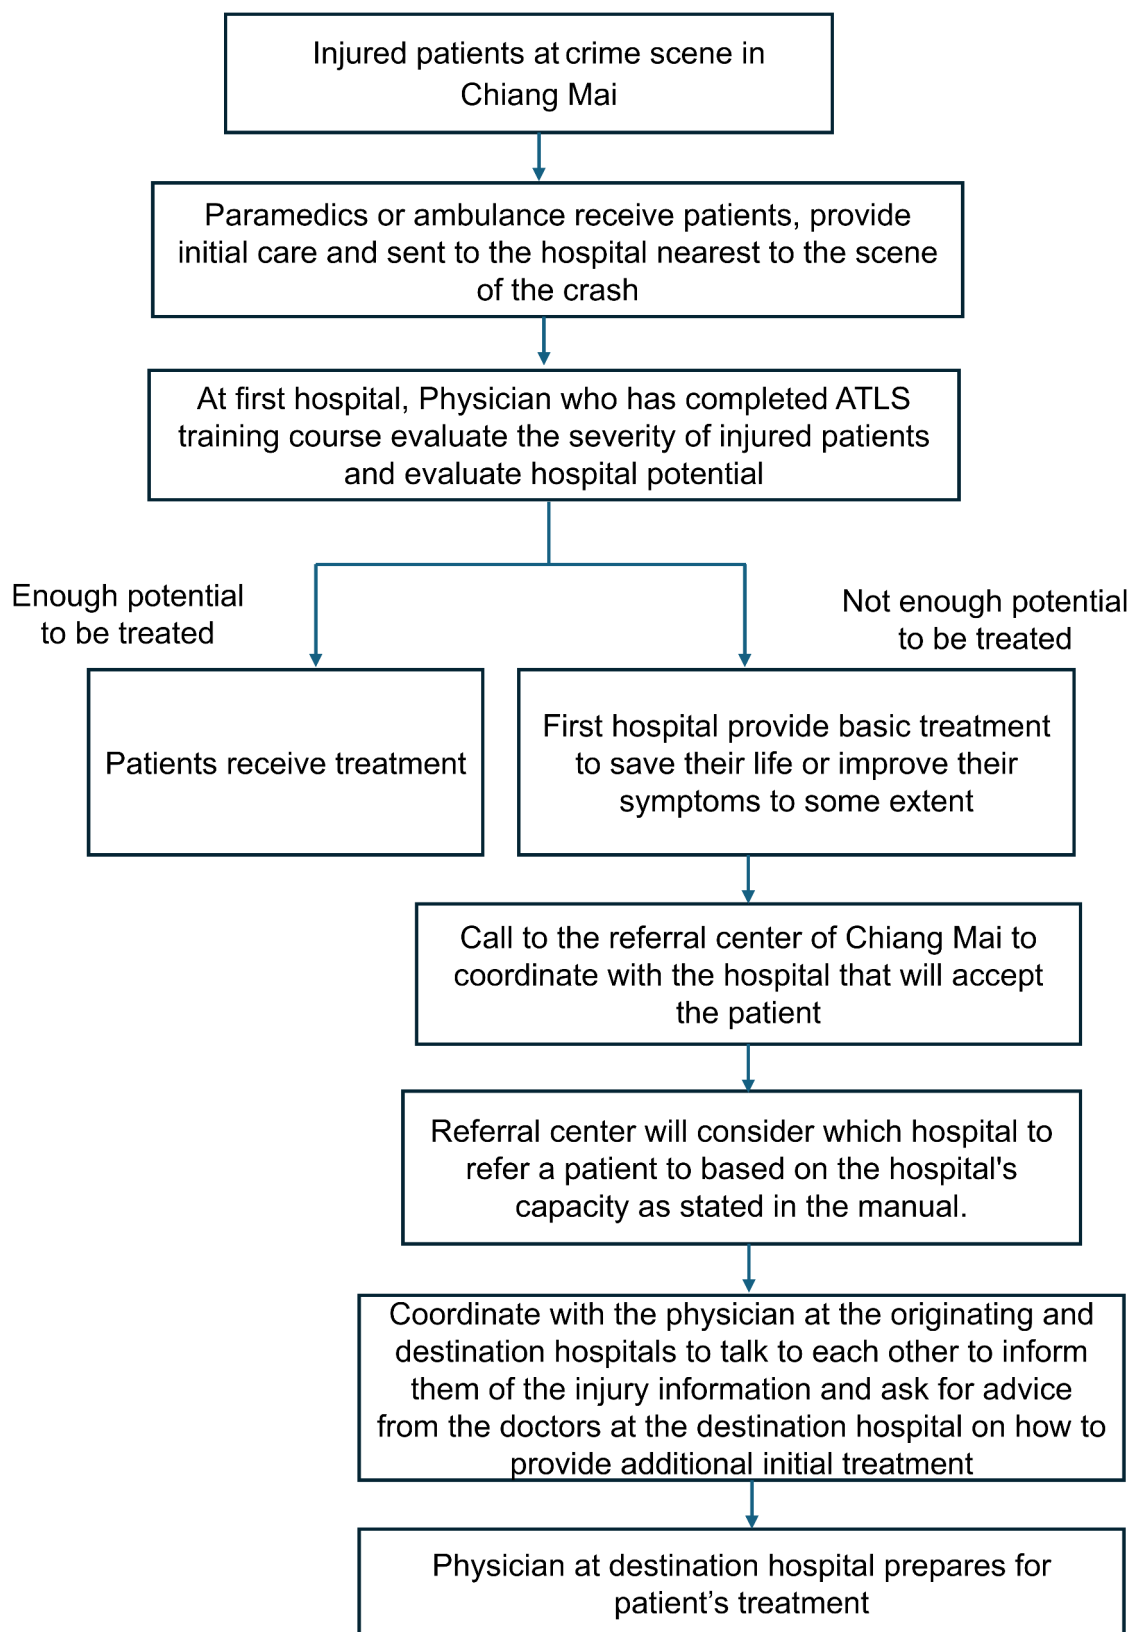 Injured patients at crime scene in
Chiang Mai
Paramedics or ambulance receive patients, provide
initial care and sent to the hospital nearest to the scene
of the crash
At first hospital, Physician who has completed ATLS
training course evaluate the severity of injured patients
and evaluate hospital potential
Enough potential
to be treated
Not enough potential
to be treated
Patients receive treatment
First hospital provide basic treatment
to save their life or improve their
symptoms to some extent
Call to the referral center of Chiang Mai to
coordinate with the hospital that will accept
the patient
Referral center will consider which hospital to
refer a patient to based on the hospital's
capacity as stated in the manual.
Coordinate with the physician at the originating and
destination hospitals to talk to each other to inform
them of the injury information and ask for advice
from the doctors at the destination hospital on how to
provide additional initial treatment
Physician at destination hospital prepares for
patient’s treatment